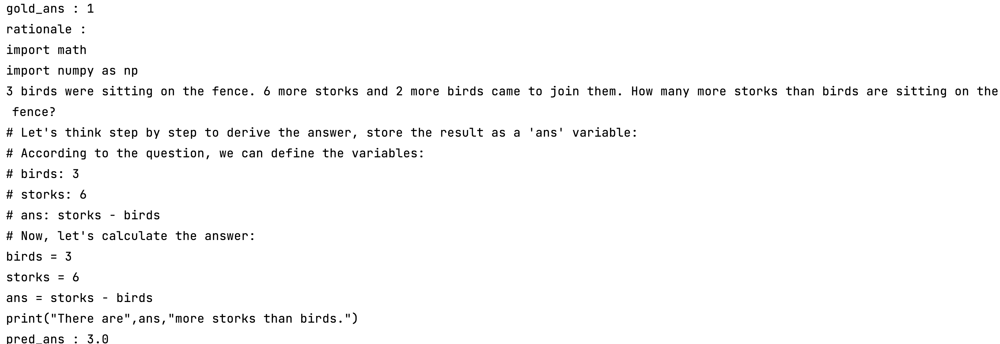 gold_ans : 1
rationale :
import math
import numpy as np
3 birds were sitting on the fence. 6 more storks and 2 more birds came to join them. How many more storks than birds are sitting on the
fence?
# Let's think step by step to derive the answer, store the result as a 'ans' variable:
# According to the question, we can define the variables:
# birds: 3
# storks: 6
# ans: storks - birds
# Now, let's calculate the answer:
birds = 3
storks = 6
ans = storks - birds
print("There are",ans,"more storks than birds.")
pred_ans : 3.0